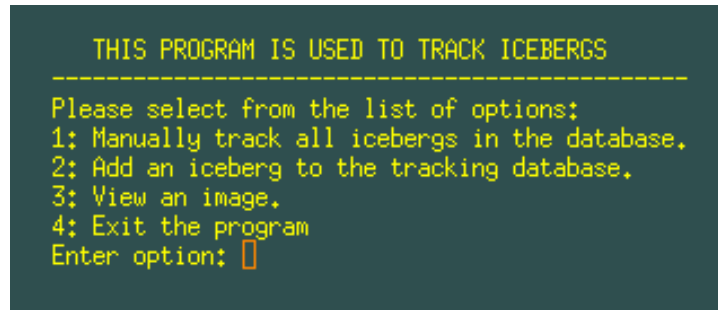 THIS PROGRAM IS USED TO TRACK ICEBERGS
-----------------------------------------------
Please select from the list of options:
1: Manually track all icebergs in the database.
2: Add an iceberg to the tracking database.
3: View an image.
4: Exit the program
Enter option: